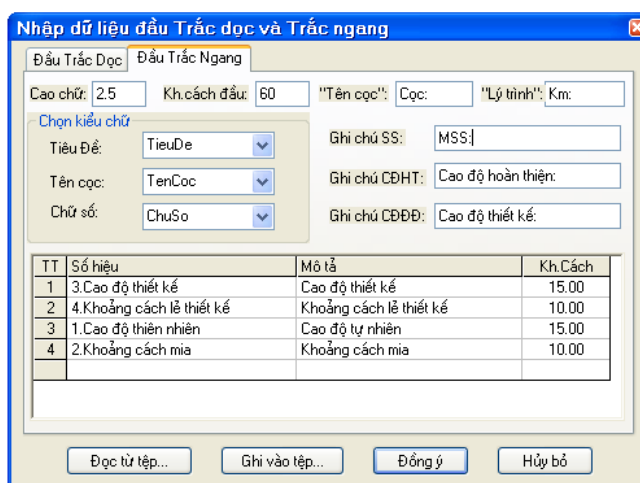 Nhập dữ liệu đầu Trắc dọc và Trắc ngang
Đầu Trắc Dọc Đầu Trắc Ngang
Cao chữ: 2.5 Kh.cách đầu: 60 "Tên cọc": Cọc: "Lý trình": Km:
Chọn kiểu chữ
Tiêu Đề: TieuDe
Tên cọc: TenCoc
Chữ số: ChuSo
Ghi chú SS: MSS:
Ghi chú CĐHT: Cao độ hoàn thiện:
Ghi chú CĐĐĐ: Cao độ thiết kế:
TT Số hiệu Mô tả Kh.Cách
1 3.Cao độ thiết kế Cao độ thiết kế 15.00
2 4.Khoảng cách lẻ thiết kế Khoảng cách lẻ thiết kế 10.00
3 1.Cao độ thiên nhiên Cao độ tự nhiên 15.00
4 2.Khoảng cách mia Khoảng cách mia 10.00
Đọc từ tệp... Ghi vào tệp... Đồng ý Hủy bỏ